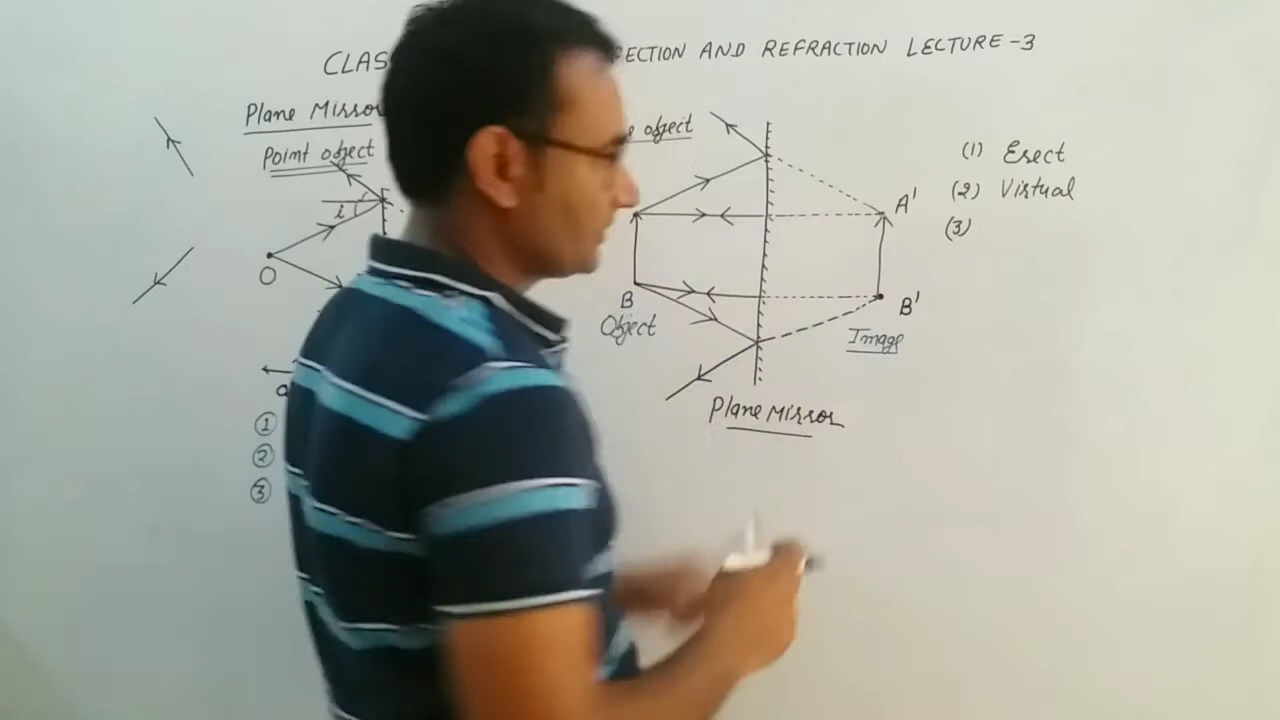 CLAS ECTION AND REFRACTION LECTURE-3
Plane Mirror
Point object
i
O
①
②
③
object
A'
B
B'
Object
Image
Plane Mirror
(1) Erect
(2) Virtual
(3)